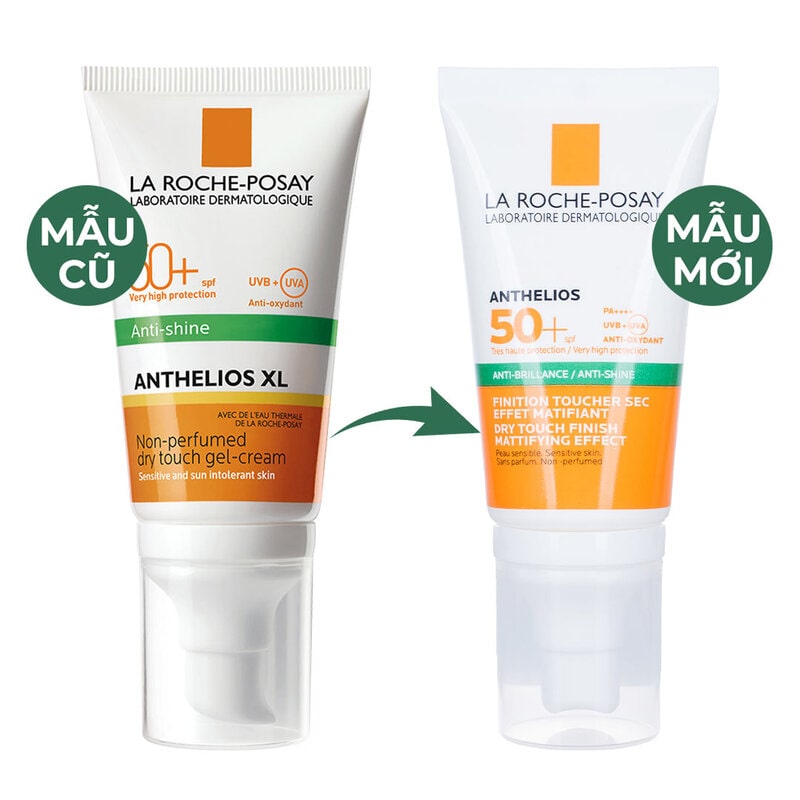 MẪU
CŨ
LA ROCHE-POSAY
LABORATOIRE DERMATOLOGIQUE
50+ spf
Very high protection
UVB + UVA
Anti-oxydant
Anti-shine
ANTHELIOS XL
AVEC DE L'EAU THERMALE
DE LA ROCHE-POSAY
Non-perfumed
dry touch gel-cream
Sensitive and sun intolerant skin
MẪU
MỚI
LA ROCHE-POSAY
LABORATOIRE DERMATOLOGIQUE
ANTHELIOS
50+ spf
Très haute protection / Very high protection
PA++++
UVB + UVA
ANTI-OXYDANT
ANTI-BRILLANCE / ANTI-SHINE
FINITION TOUCHER SEC
EFFET MATIFIANT
DRY TOUCH FINISH
MATTIFYING EFFECT
Peau sensible. Sensitive skin.
Sans parfum. Non-perfumed